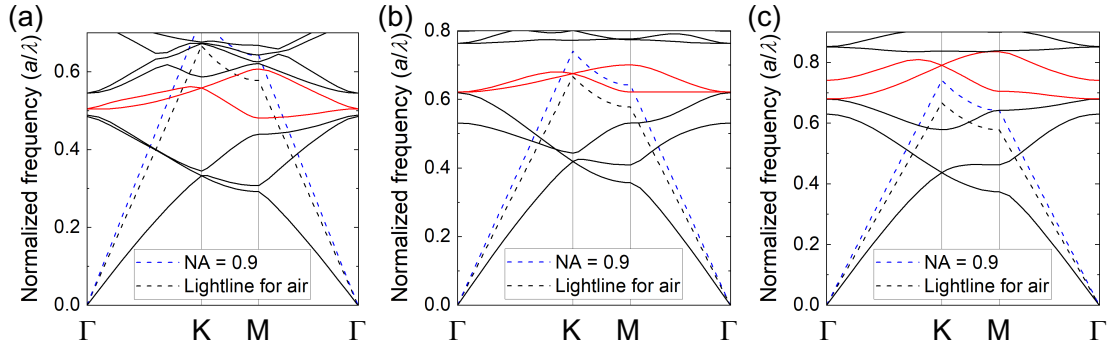 (a)
Normalized frequency (a/λ)
0.6
0.4
0.2
0.0
NA = 0.9
Lightline for air
Γ K M Γ
(b)
Normalized frequency (a/λ)
0.8
0.6
0.4
0.2
0.0
NA = 0.9
Lightline for air
Γ K M Γ
(c)
Normalized frequency (a/λ)
0.8
0.6
0.4
0.2
0.0
NA = 0.9
Lightline for air
Γ K M Γ